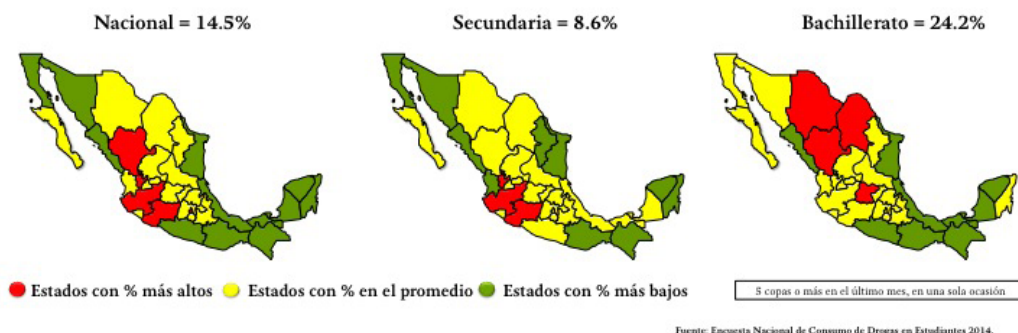 Nacional = 14.5%
Secundaria = 8.6%
Bachillerato = 24.2%
Estados con % más altos
Estados con % en el promedio
Estados con % más bajos
5 copas o más en el último mes, en una sola ocasión
Fuente: Encuesta Nacional de Consumo de Drogas en Estudiantes 2014.